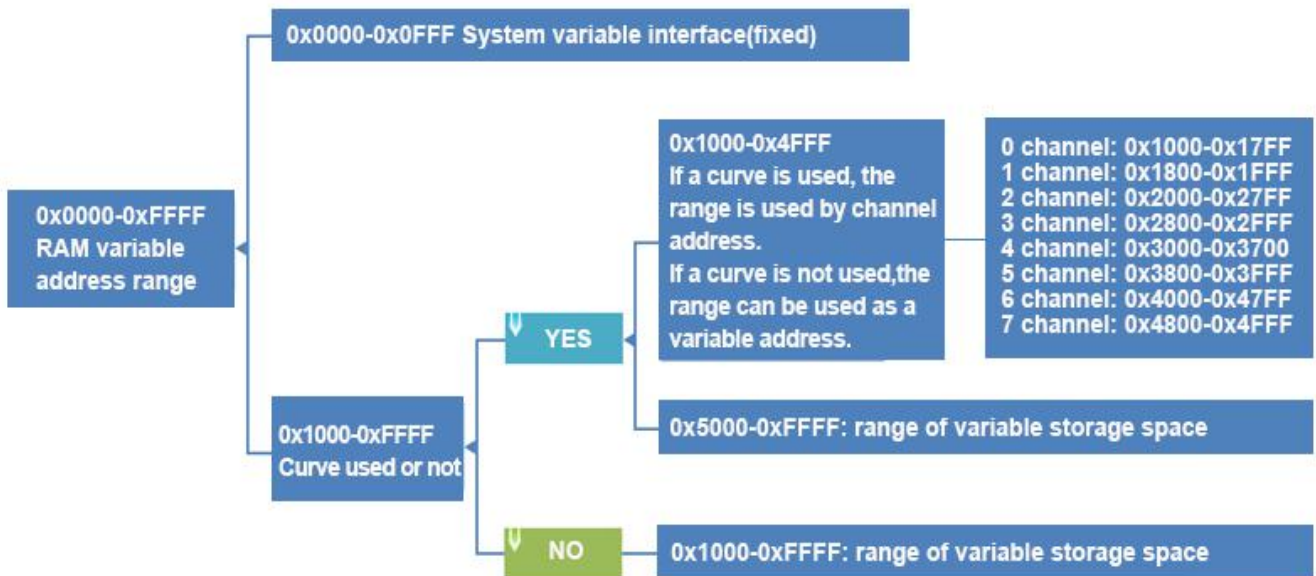 0x0000-0x0FFF System variable interface(fixed)
0x0000-0xFFFF
RAM variable
address range
0x1000-0xFFFF
Curve used or not
YES
0x1000-0x4FFF
If a curve is used, the
range is used by channel
address.
If a curve is not used,the
range can be used as a
variable address.
0 channel: 0x1000-0x17FF
1 channel: 0x1800-0x1FFF
2 channel: 0x2000-0x27FF
3 channel: 0x2800-0x2FFF
4 channel: 0x3000-0x3700
5 channel: 0x3800-0x3FFF
6 channel: 0x4000-0x47FF
7 channel: 0x4800-0x4FFF
0x5000-0xFFFF: range of variable storage space
NO
0x1000-0xFFFF: range of variable storage space